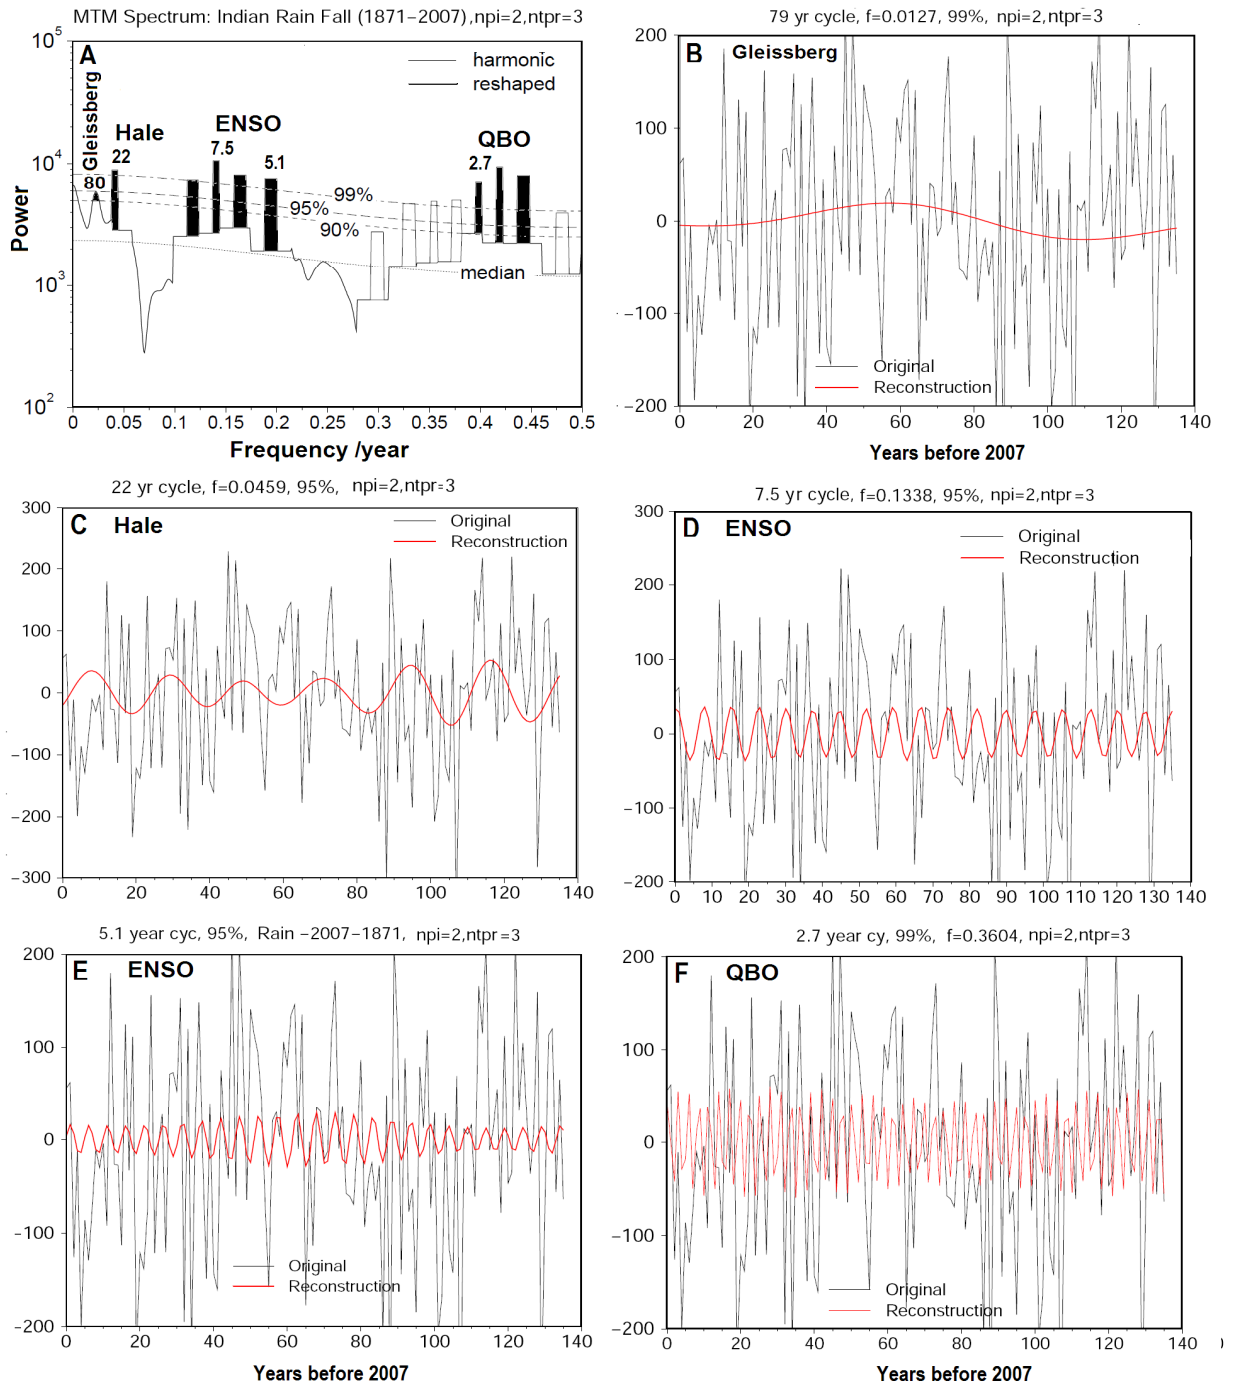 MTM Spectrum: Indian Rain Fall (1871−2007),npi=2,ntpr=3
A
harmonic
reshaped
Gleissberg
80
Hale
22
ENSO
7.5
5.1
QBO
2.7
99%
95%
90%
median
10^5
10^4
10^3
10^2
Power
0 0.05 0.1 0.15 0.2 0.25 0.3 0.35 0.4 0.45 0.5
Frequency /year
79 yr cycle, f=0.0127, 99%, npi=2,ntpr=3
B Gleissberg
200
100
0
−100
−200
Original
Reconstruction
0 20 40 60 80 100 120 140
Years before 2007
22 yr cycle, f=0.0459, 95%, npi=2,ntpr=3
C Hale
Original
Reconstruction
300
200
100
0
−100
−200
−300
0 20 40 60 80 100 120 140
7.5 yr cycle, f=0.1338, 95%, npi=2,ntpr=3
D ENSO
Original
Reconstruction
300
200
100
0
−100
−200
0 10 20 30 40 50 60 70 80 90 100 110 120 130 140
5.1 year cyc, 95%, Rain −2007−1871, npi=2,ntpr=3
E ENSO
200
100
0
−100
−200
Original
Reconstruction
0 20 40 60 80 100 120 140
Years before 2007
2.7 year cy, 99%, f=0.3604, npi=2,ntpr=3
F QBO
200
100
0
−100
−200
Original
Reconstruction
0 20 40 60 80 100 120 140
Years before 2007